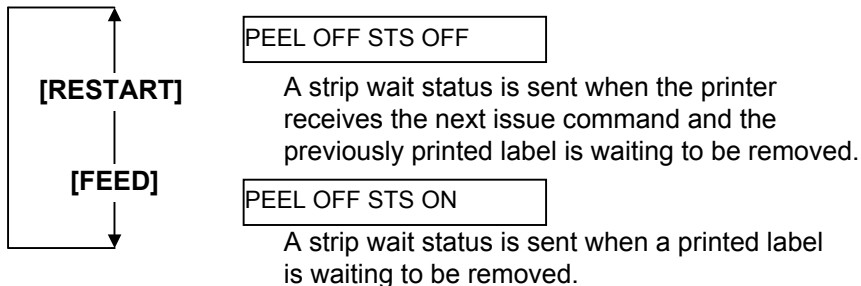 PEEL OFF STS OFF
[RESTART]
A strip wait status is sent when the printer
receives the next issue command and the
previously printed label is waiting to be removed.
[FEED]
PEEL OFF STS ON
A strip wait status is sent when a printed label
is waiting to be removed.